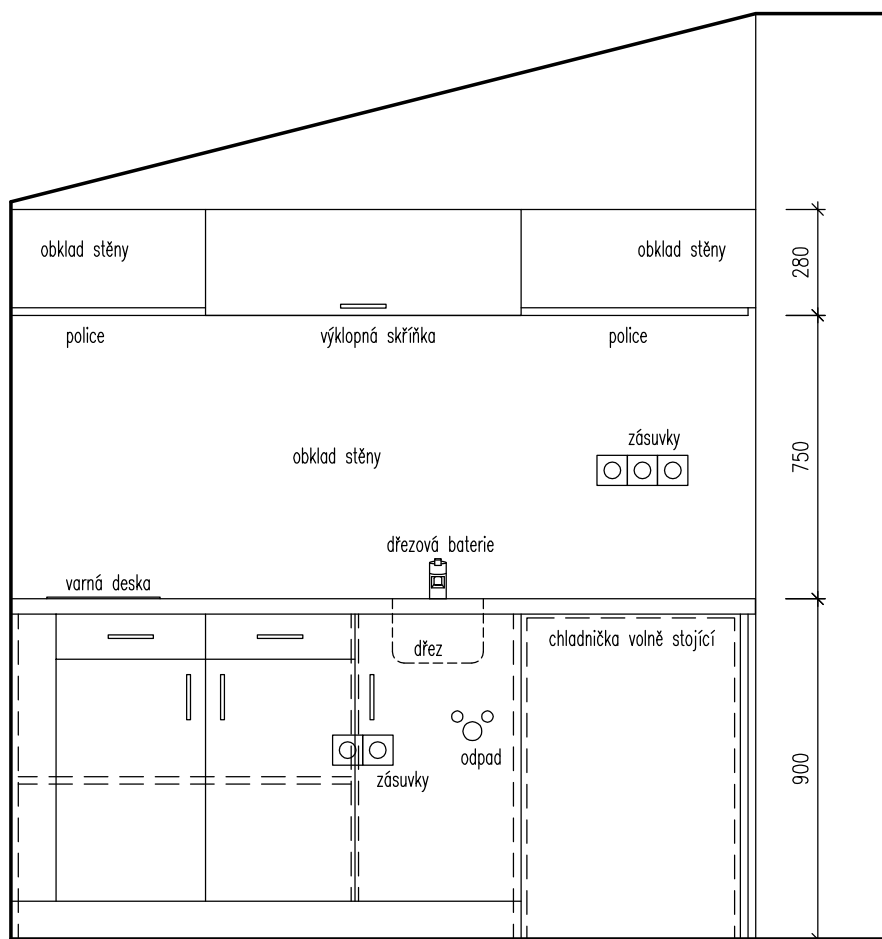 obklad stěny
obklad stěny
280
police
výklopná skříňka
police
zásuvky
obklad stěny
750
dřezová baterie
varná deska
dřez
chladnička volně stojící
odpad
zásuvky
900